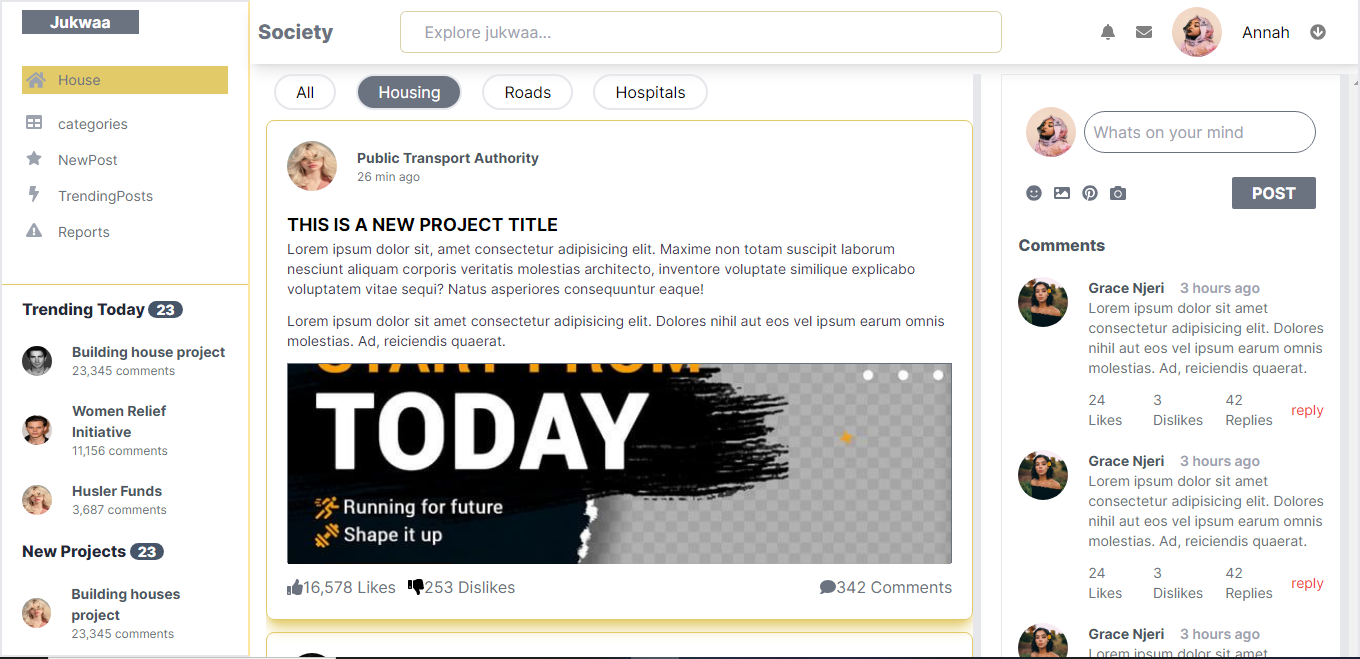 Jukwaa
House
categories
NewPost
TrendingPosts
Reports
Trending Today 23
Building house project
23,345 comments
Women Relief
Initiative
11,156 comments
Husler Funds
3,687 comments
New Projects 23
Building houses
project
23,345 comments
Society
Explore jukwaa...
Annah
All
Housing
Roads
Hospitals
Public Transport Authority
26 min ago
THIS IS A NEW PROJECT TITLE
Lorem ipsum dolor sit, amet consectetur adipisicing elit. Maxime non totam suscipit laborum
nesciunt aliquam corporis veritatis molestias architecto, inventore voluptate similique explicabo
voluptatem vitae sequi? Natus asperiores consequuntur eaque!
Lorem ipsum dolor sit amet consectetur adipisicing elit. Dolores nihil aut eos vel ipsum earum omnis
molestias. Ad, reiciendis quaerat.
START FROM
TODAY
Running for future
Shape it up
16,578 Likes 253 Dislikes 342 Comments
Whats on your mind
POST
Comments
Grace Njeri 3 hours ago
Lorem ipsum dolor sit amet
consectetur adipisicing elit. Dolores
nihil aut eos vel ipsum earum omnis
molestias. Ad, reiciendis quaerat.
24 Likes
3 Dislikes
42 Replies
reply
Grace Njeri 3 hours ago
Lorem ipsum dolor sit amet
consectetur adipisicing elit. Dolores
nihil aut eos vel ipsum earum omnis
molestias. Ad, reiciendis quaerat.
24 Likes
3 Dislikes
42 Replies
reply
Grace Njeri 3 hours ago
Lorem ipsum dolor sit amet